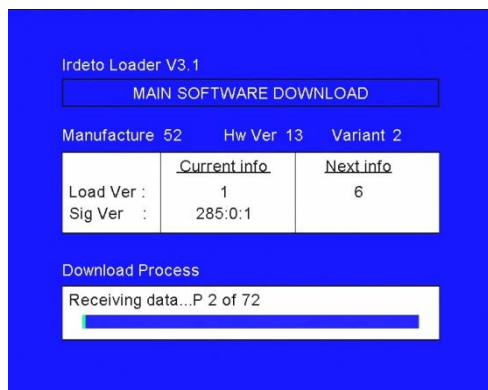 Irdeto Loader V3.1
MAIN SOFTWARE DOWNLOAD
Manufacture 52 Hw Ver 13 Variant 2
Current info Next info
Load Ver : 1 6
Sig Ver : 285:0:1
Download Process
Receiving data...P 2 of 72